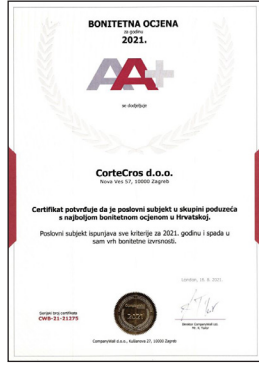 BONITETNA OCJENA
za godinu
2021.
AA+
se dodjeljuje
CorteCros d.o.o.
Nova Ves 57, 10000 Zagreb
Certifikat potvrđuje da je poslovni subjekt u skupini poduzeća
s najboljom bonitetnom ocjenom u Hrvatskoj.
Poslovni subjekt ispunjava sve kriterije za 2021. godinu i spada u
sam vrh bonitetne izvrsnosti.
2021
Serijski broj certifikata
CWB-21-21275
CompanyWall d.o.o., Kušlanova 27, 10000 Zagreb